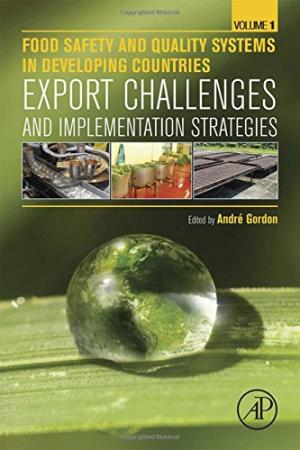 VOLUME 1
FOOD SAFETY AND QUALITY SYSTEMS
IN DEVELOPING COUNTRIES
EXPORT CHALLENGES
AND IMPLEMENTATION STRATEGIES
Edited by André Gordon
AP